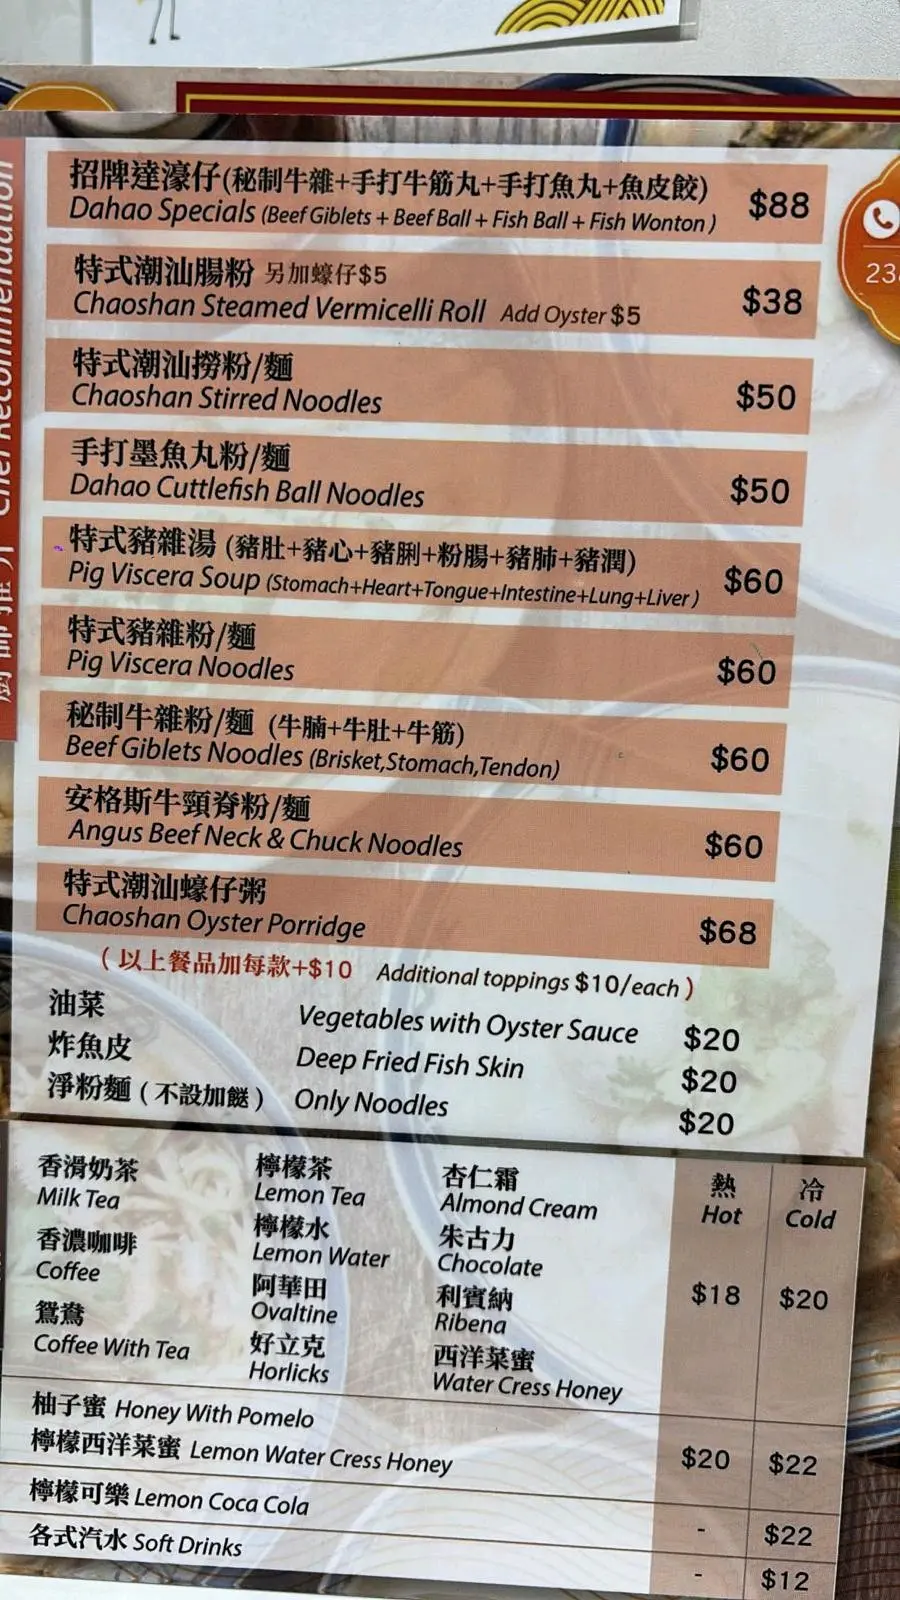 招牌達濠仔(秘制牛雜+手打牛筋丸+手打魚丸+魚皮餃)
Dahao Specials (Beef Giblets + Beef Ball + Fish Ball + Fish Wonton) $88
特式潮汕腸粉 另加蠔仔$5
Chaoshan Steamed Vermicelli Roll Add Oyster $5 $38
特式潮汕撈粉/麵
Chaoshan Stirred Noodles $50
手打墨魚丸粉/麵
Dahao Cuttlefish Ball Noodles $50
特式豬雜湯 (豬肚+豬心+豬脷+粉腸+豬肺+豬潤)
Pig Viscera Soup (Stomach+Heart+Tongue+Intestine+Lung+Liver) $60
特式豬雜粉/麵
Pig Viscera Noodles $60
秘制牛雜粉/麵 (牛腩+牛肚+牛筋)
Beef Giblets Noodles (Brisket,Stomach,Tendon) $60
安格斯牛頸脊粉/麵
Angus Beef Neck & Chuck Noodles $60
特式潮汕蠔仔粥
Chaoshan Oyster Porridge $68
(以上餐品加每款+$10 Additional toppings $10/each)
油菜 Vegetables with Oyster Sauce $20
炸魚皮 Deep Fried Fish Skin $20
淨粉麵 (不設加餸) Only Noodles $20
香滑奶茶
Milk Tea
香濃咖啡
Coffee
鴛鴦
Coffee With Tea
檸檬茶
Lemon Tea
檸檬水
Lemon Water
阿華田
Ovaltine
好立克
Horlicks
杏仁霜
Almond Cream
朱古力
Chocolate
利賓納
Ribena
西洋菜蜜
Water Cress Honey
熱 冷
Hot Cold
$18 $20
柚子蜜 Honey With Pomelo
檸檬西洋菜蜜 Lemon Water Cress Honey $20 $22
檸檬可樂 Lemon Coca Cola - $22
各式汽水 Soft Drinks - $12